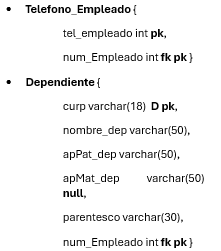 • Telefono_Empleado {
tel_empleado int pk,
num_Empleado int fk pk }
• Dependiente {
curp varchar(18) D pk,
nombre_dep varchar(50),
apPat_dep varchar(50),
apMat_dep varchar(50)
null,
parentesco varchar(30),
num_Empleado int fk pk }